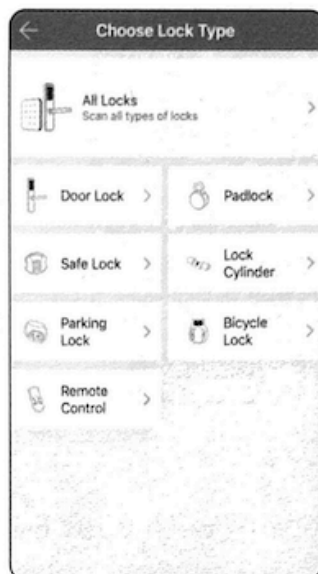 Choose Lock Type
All Locks
Scan all types of locks
Door Lock
Padlock
Safe Lock
Lock
Cylinder
Parking
Lock
Bicycle
Lock
Remote
Control